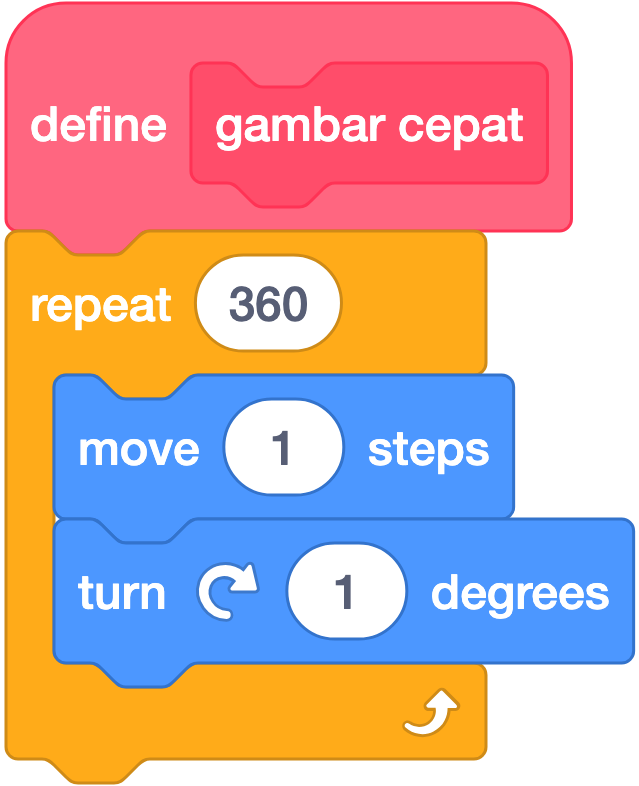 define gambar cepat
repeat 360
move 1 steps
turn 1 degrees